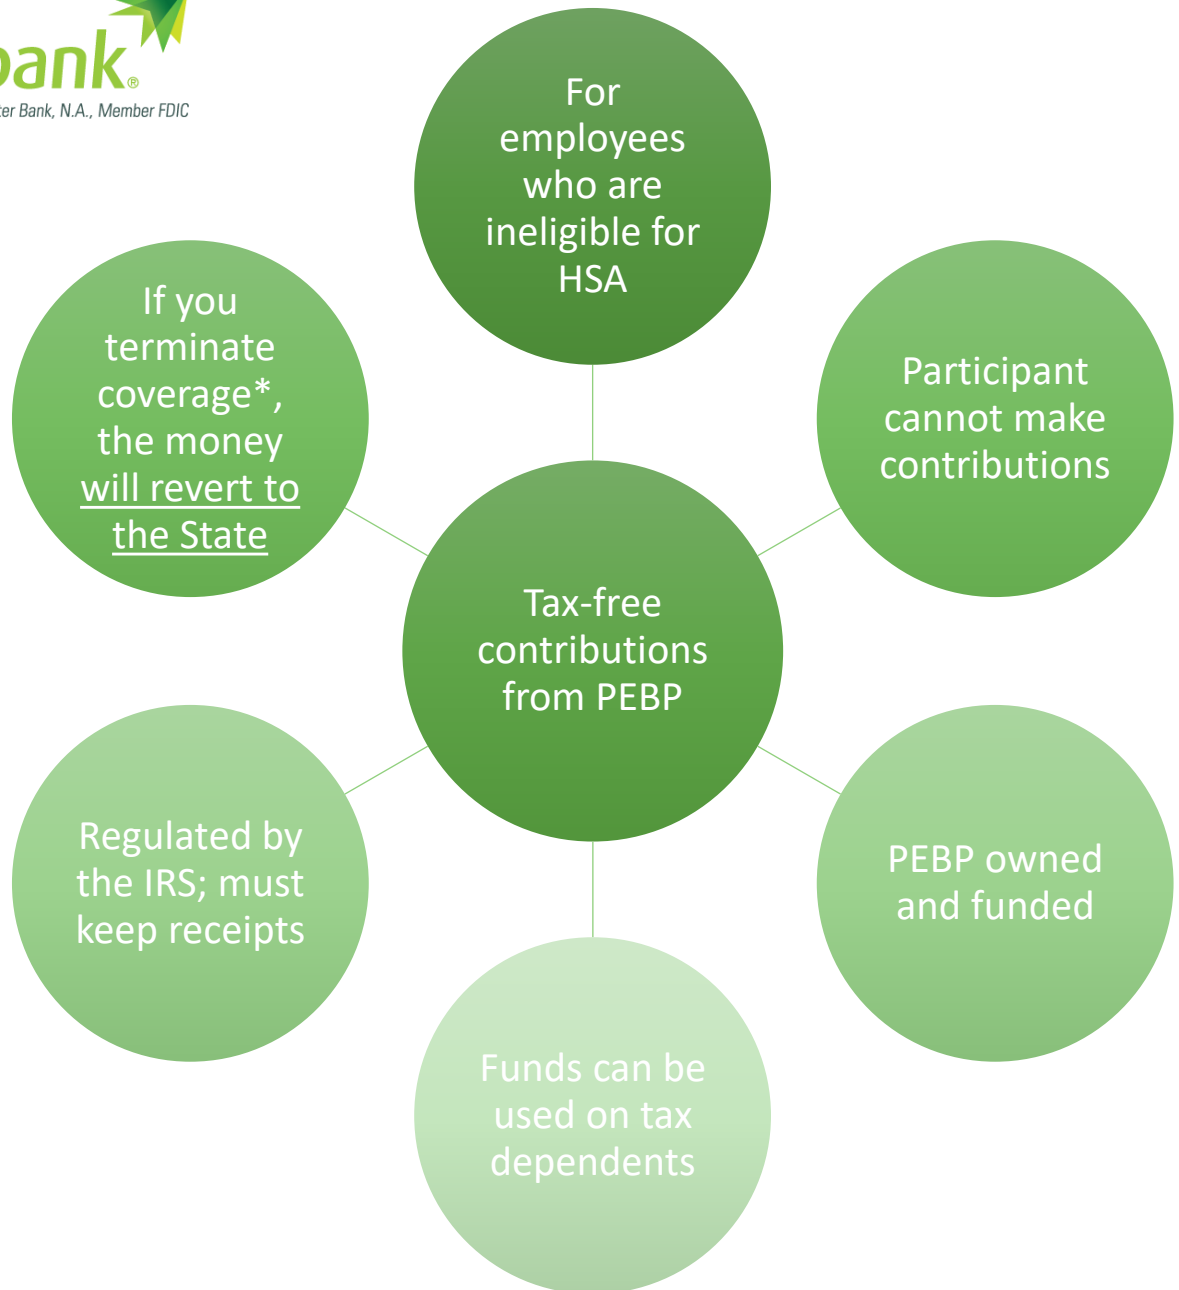 bank®
Bank, N.A., Member FDIC
For
employees
who are
ineligible for
HSA
Participant
cannot make
contributions
PEBP owned
and funded
Funds can be
used on tax
dependents
Regulated by
the IRS; must
keep receipts
If you
terminate
coverage*,
the money
will revert to
the State
Tax-free
contributions
from PEBP